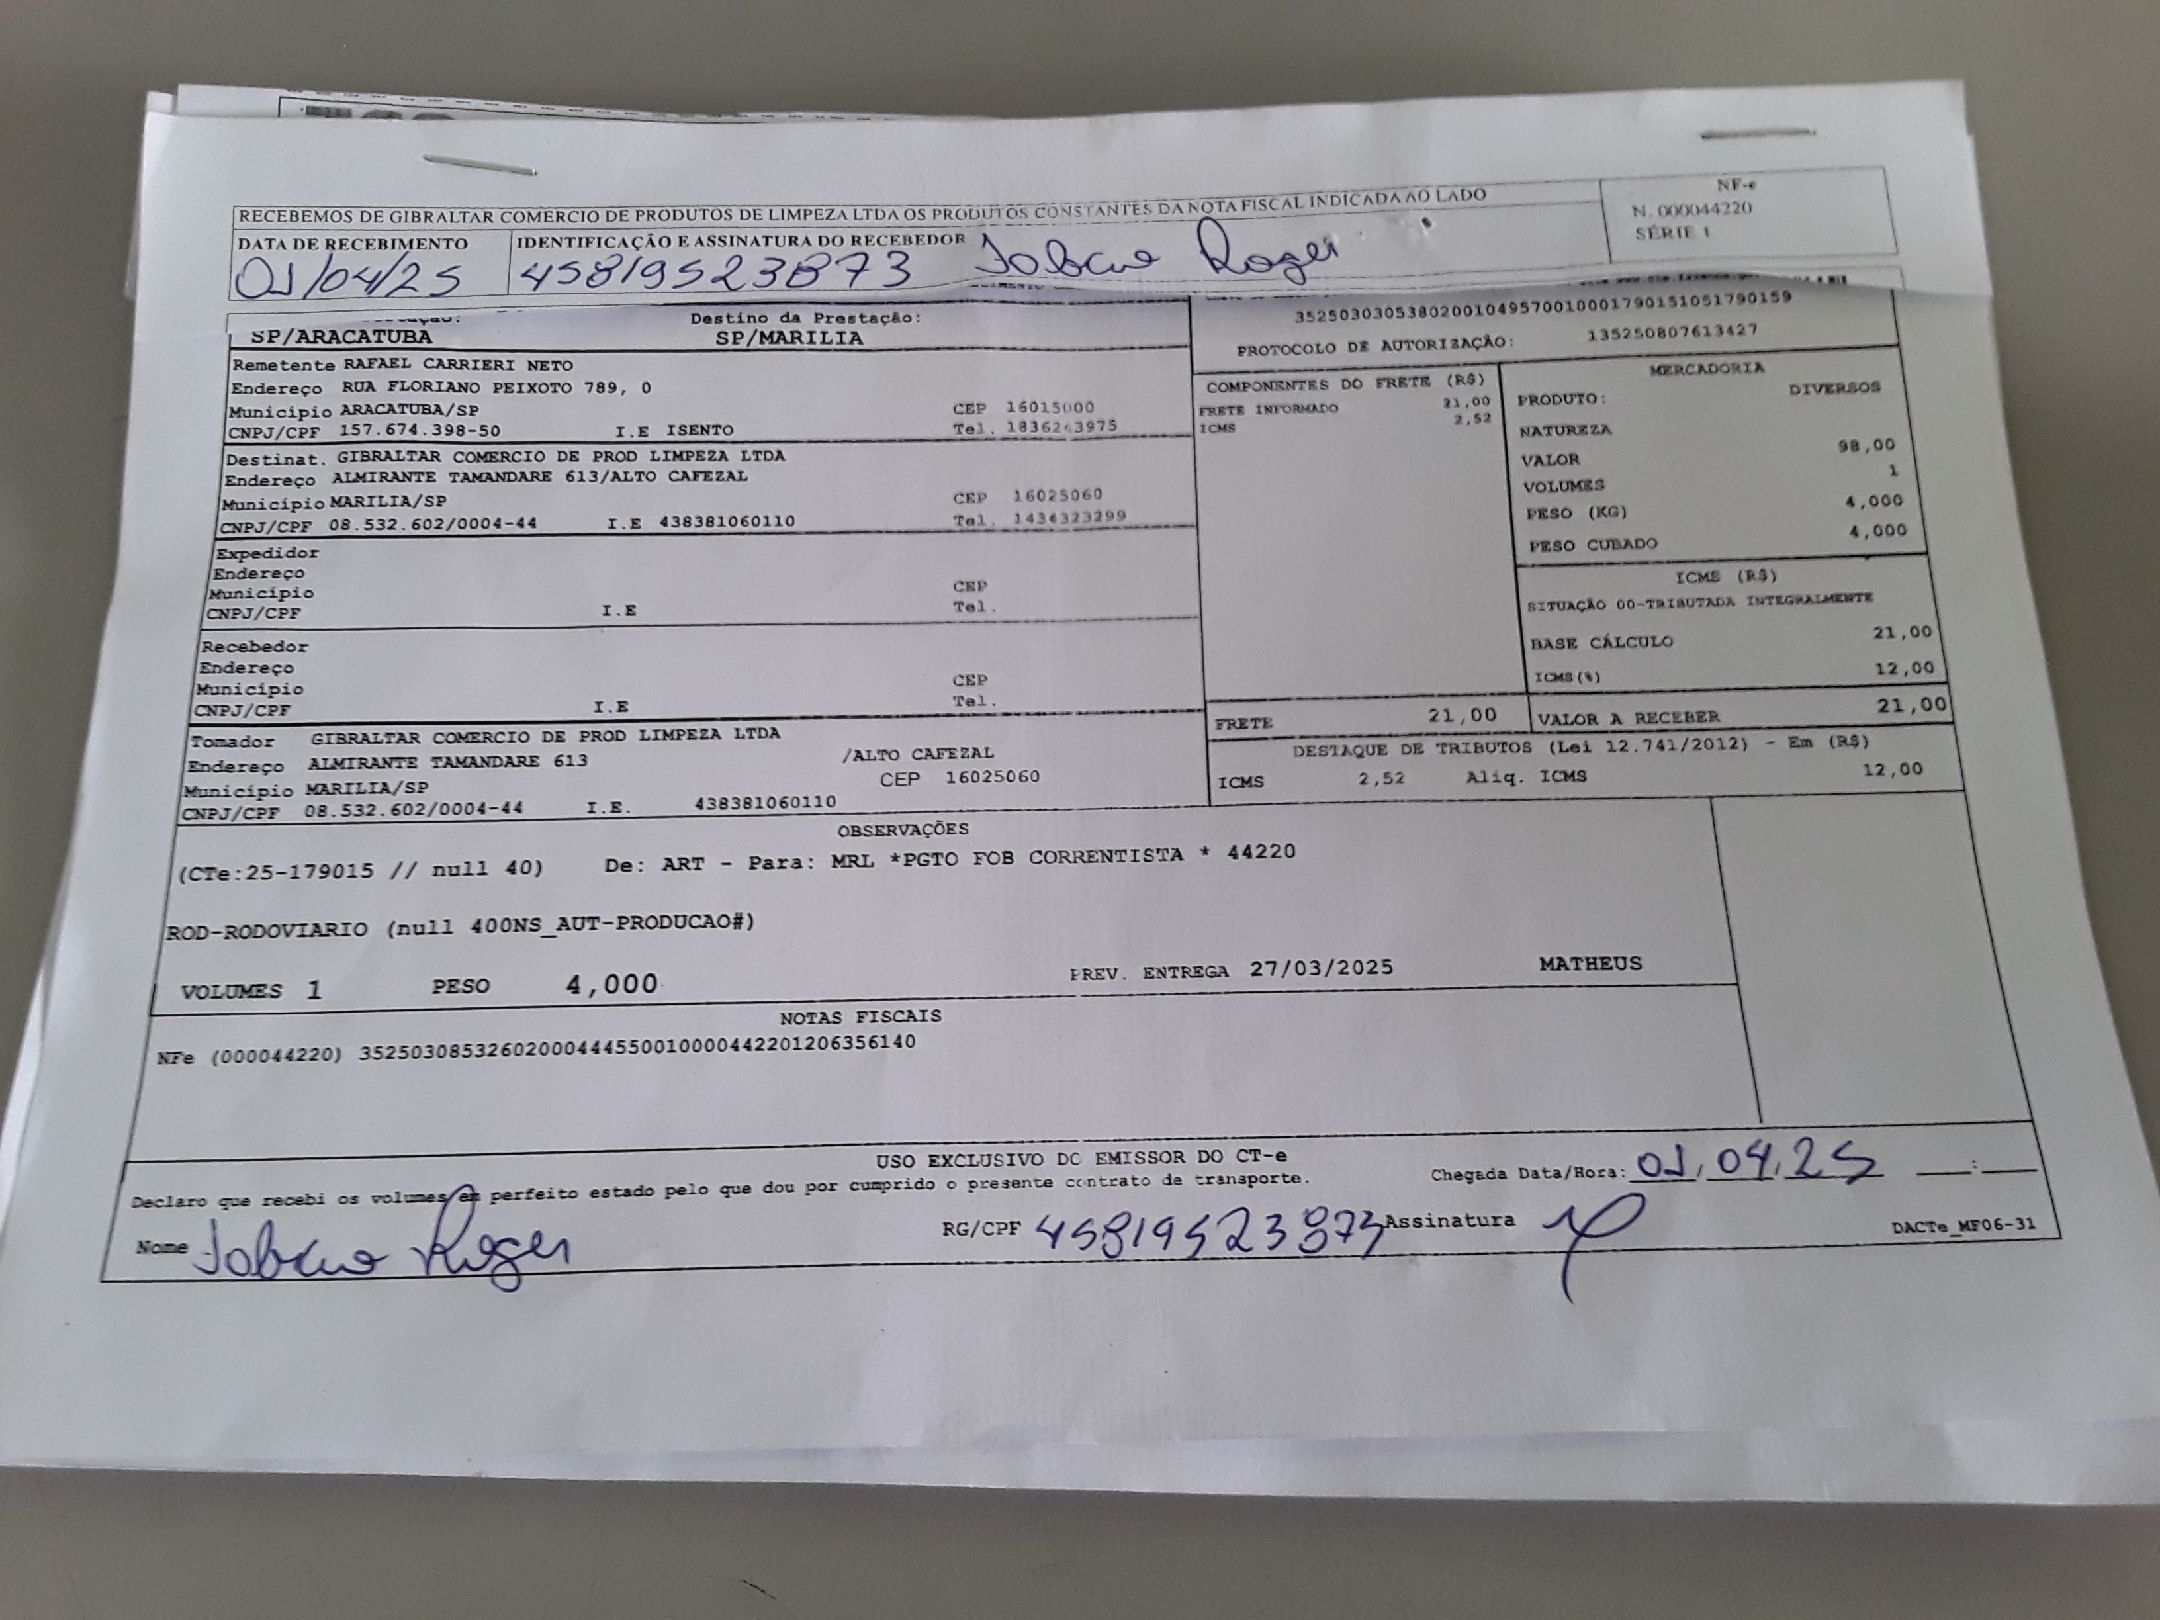 RECEBEMOS DE GIBRALTAR COMERCIO DE PRODUTOS DE LIMPEZA LTDA OS PRODUTOS CONSTANTES DA NOTA FISCAL INDICADA AO LADO
NF-e
N. 000044220
SÉRIE 1
DATA DE RECEBIMENTO
IDENTIFICAÇÃO E ASSINATURA DO RECEBEDOR
01/04/25
45819523873
Roger
Destino da Prestação:
SP/ARACATUBA
SP/MARILIA
35250303053802001049570010001790151051790159
PROTOCOLO DE AUTORIZAÇÃO: 135250807613427
Remetente RAFAEL CARRIERI NETO
Endereço RUA FLORIANO PEIXOTO 789, 0
Município ARACATUBA/SP CEP 16015000
CNPJ/CPF 157.674.398-50 I.E ISENTO Tel.
Destinat. GIBRALTAR COMERCIO DE PROD LIMPEZA LTDA
Endereço ALMIRANTE TAMANDARE 613/ALTO CAFEZAL
Município MARILIA/SP CEP 16025060
CNPJ/CPF 08.532.602/0004-44 I.E 438381060110 Tel. 1434323299
Expedidor
Endereço
Município CEP
CNPJ/CPF I.E Tel.
Recebedor
Endereço
Município CEP
CNPJ/CPF I.E Tel.
Tomador GIBRALTAR COMERCIO DE PROD LIMPEZA LTDA
Endereço ALMIRANTE TAMANDARE 613 /ALTO CAFEZAL
Município MARILIA/SP CEP 16025060
CNPJ/CPF 08.532.602/0004-44 I.E. 438381060110
COMPONENTES DO FRETE (R$)
FRETE INFORMADO 21,00
ICMS 2,52
MERCADORIA
PRODUTO: DIVERSOS
NATUREZA
VALOR 98,00
VOLUMES 1
PESO (KG) 4,000
PESO CUBADO 4,000
ICMS (R$)
SITUAÇÃO 00-TRIBUTADA INTEGRALMENTE
BASE CÁLCULO 21,00
ICMS(%) 12,00
FRETE 21,00
VALOR A RECEBER 21,00
DESTAQUE DE TRIBUTOS (Lei 12.741/2012) - Em (R$)
ICMS 2,52 Aliq. ICMS 12,00
OBSERVAÇÕES
(CTe:25-179015 // null 40) De: ART - Para: MRL *PGTO FOB CORRENTISTA * 44220
ROD-RODOVIARIO (null 400NS_AUT-PRODUCAO#)
VOLUMES 1 PESO 4,000 PREV. ENTREGA 27/03/2025 MATHEUS
NOTAS FISCAIS
NFe (000044220) 35250308532602000444550010000442201206356140
USO EXCLUSIVO DO EMISSOR DO CT-e
Declaro que recebi os volumes em perfeito estado pelo que dou por cumprido o presente contrato de transporte.
Chegada Data/Hora: 01/04/25 :
Nome Roger
RG/CPF 45819523873
Assinatura
DACTe_MF06-31